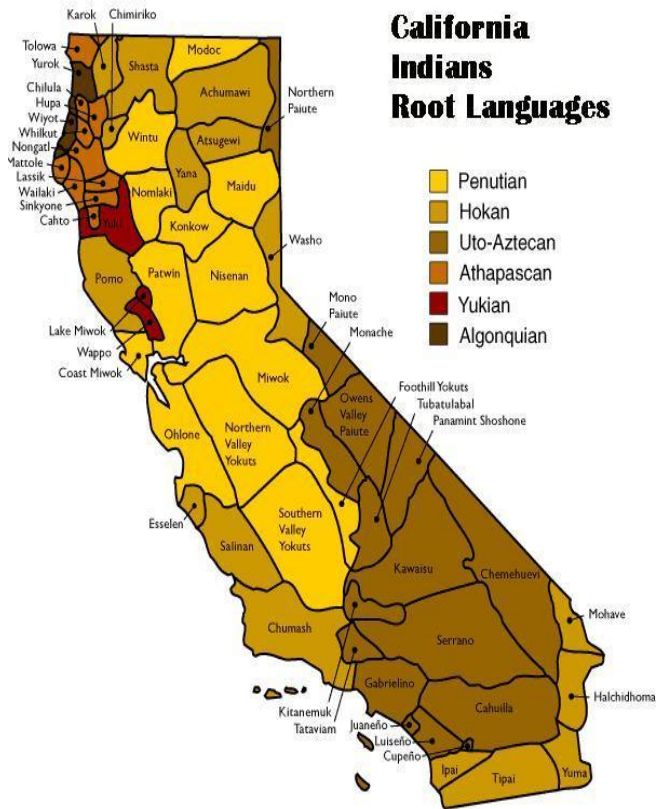 California
Indians
Root Languages
Penutian
Hokan
Uto-Aztecan
Athapascan
Yukian
Algonquian
Karok
Chimiriko
Tolowa
Yurok
Chilula
Hupa
Wiyot
Whilkut
Nongatl
Mattole
Lassik
Wailaki
Sinkyone
Cahto
Modoc
Shasta
Achumawi
Northern
Paiute
Wintu
Atsugewi
Yana
Nomlaki
Maidu
Yuki
Konkow
Washo
Pomo
Patwin
Nisenan
Lake Miwok
Wappo
Coast Miwok
Mono
Paiute
Monache
Miwok
Foothill Yokuts
Tubatulabal
Panamint Shoshone
Owens
Valley
Paiute
Ohlone
Northern
Valley
Yokuts
Esselen
Salinan
Southern
Valley
Yokuts
Kawaisu
Chemehuevi
Mohave
Chumash
Serrano
Kitanemuk
Tataviam
Gabrielino
Cahuilla
Halchidhoma
Juaneño
Luiseño
Cupeño
Ipai
Tipai
Yuma